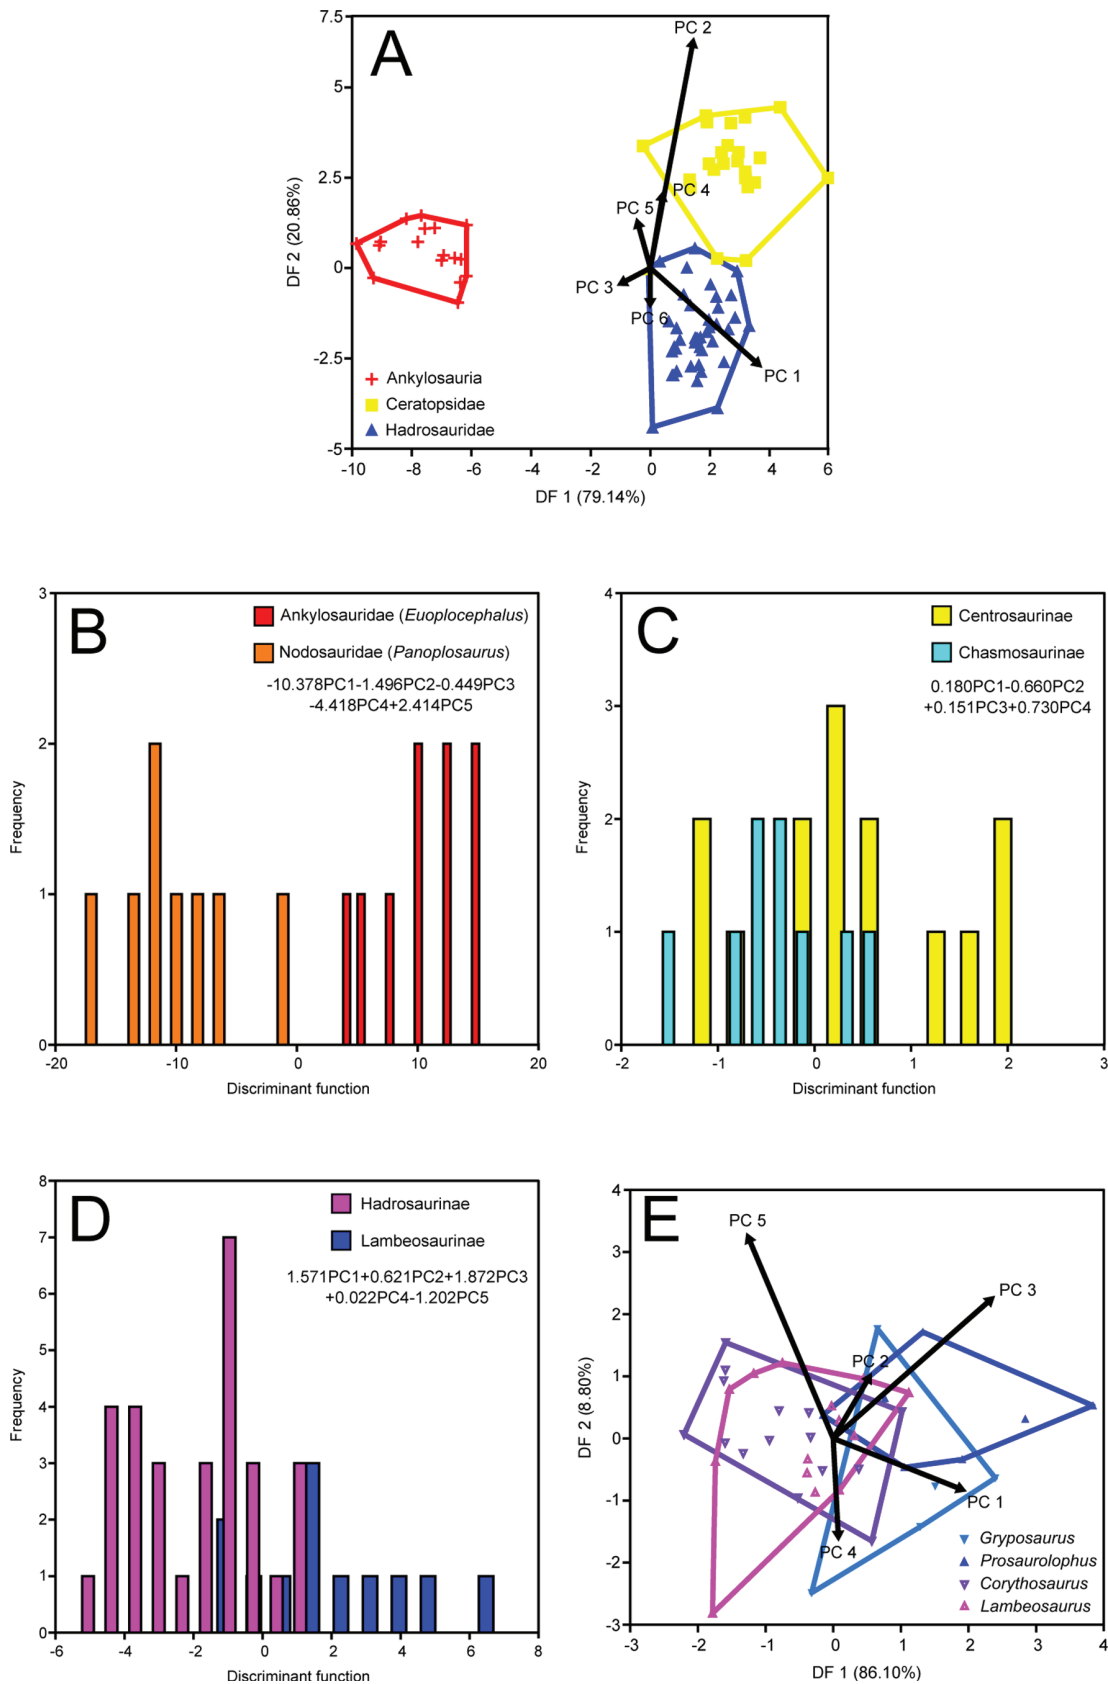 A
7.5
5
2.5
0
-2.5
-5
DF 2 (20.86%)
PC 2
PC 4
PC 5
PC 3
PC 6
PC 1
Ankylosauria
Ceratopsidae
Hadrosauridae
-10 -8 -6 -4 -2 0 2 4 6
DF 1 (79.14%)
B
3
2
1
0
Frequency
Ankylosauridae (Euoplocephalus)
Nodosauridae (Panoplosaurus)
-10.378PC1-1.496PC2-0.449PC3
-4.418PC4+2.414PC5
-20 -10 0 10 20
Discriminant function
C
4
3
2
1
0
Frequency
Centrosaurinae
Chasmosaurinae
0.180PC1-0.660PC2
+0.151PC3+0.730PC4
-2 -1 0 1 2 3
Discriminant function
D
8
7
6
5
4
3
2
1
0
Frequency
Hadrosaurinae
Lambeosaurinae
1.571PC1+0.621PC2+1.872PC3
+0.022PC4-1.202PC5
-6 -4 -2 0 2 4 6 8
Discriminant function
E
4
3
2
1
0
-1
-2
-3
DF 2 (8.80%)
PC 5
PC 3
PC 2
PC 1
PC 4
Gryposaurus
Prosaurolophus
Corythosaurus
Lambeosaurus
-3 -2 -1 0 1 2 3 4
DF 1 (86.10%)